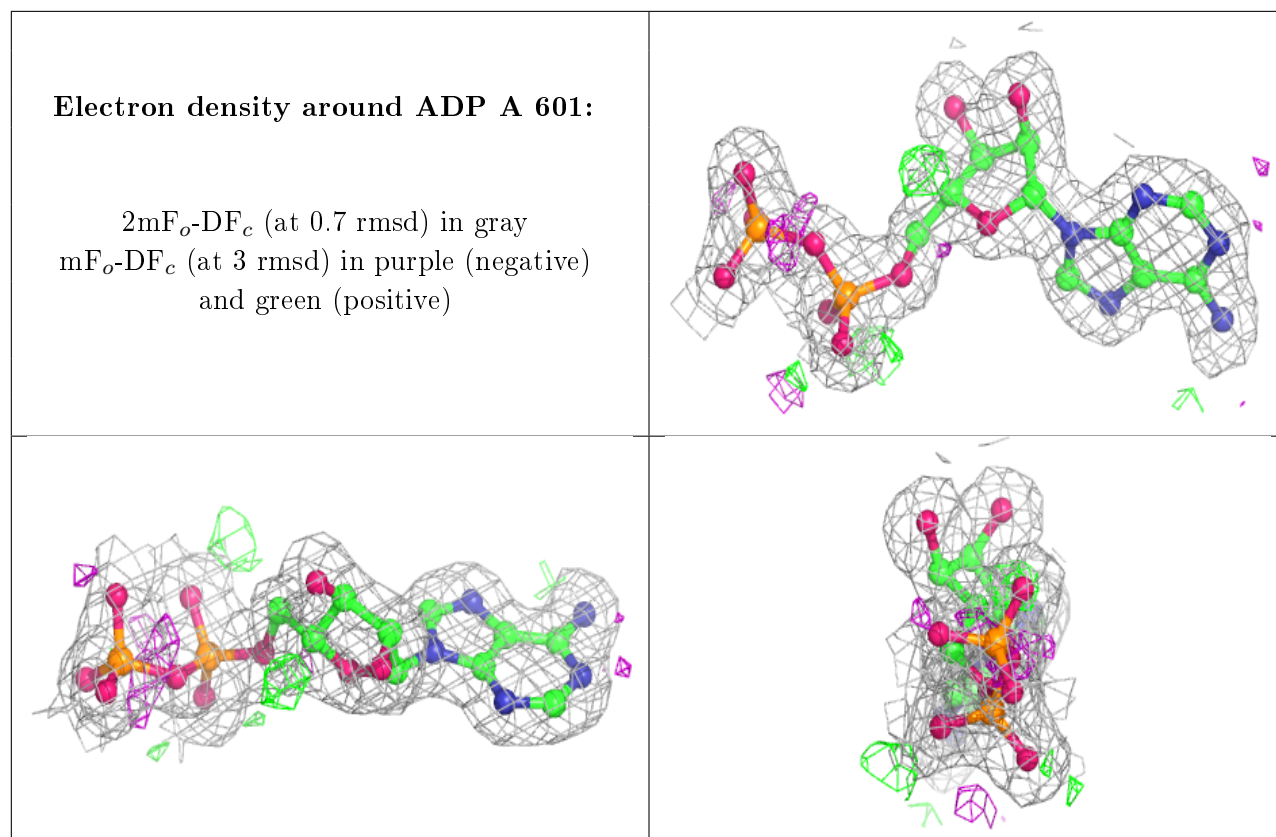 Electron density around ADP A 601:
2mFₒ-DF𝒸 (at 0.7 rmsd) in gray
mFₒ-DF𝒸 (at 3 rmsd) in purple (negative)
and green (positive)